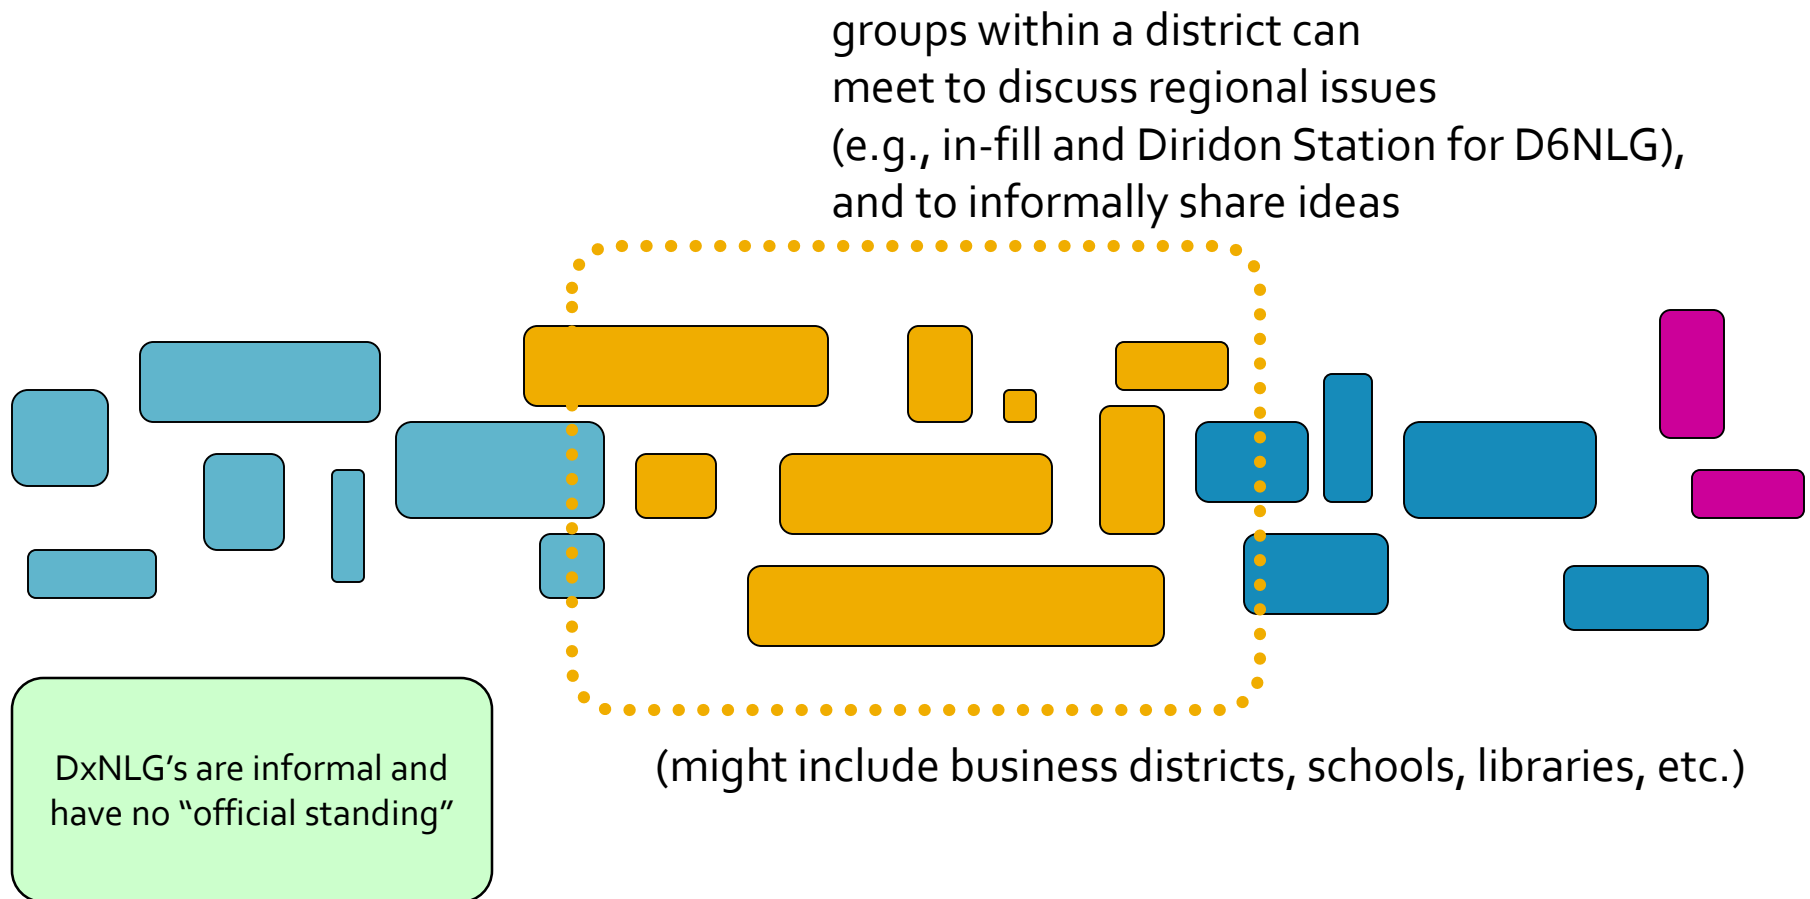 groups within a district can
meet to discuss regional issues
(e.g., in-fill and Diridon Station for D6NLG),
and to informally share ideas
(might include business districts, schools, libraries, etc.)
DxNLG’s are informal and
have no “official standing”